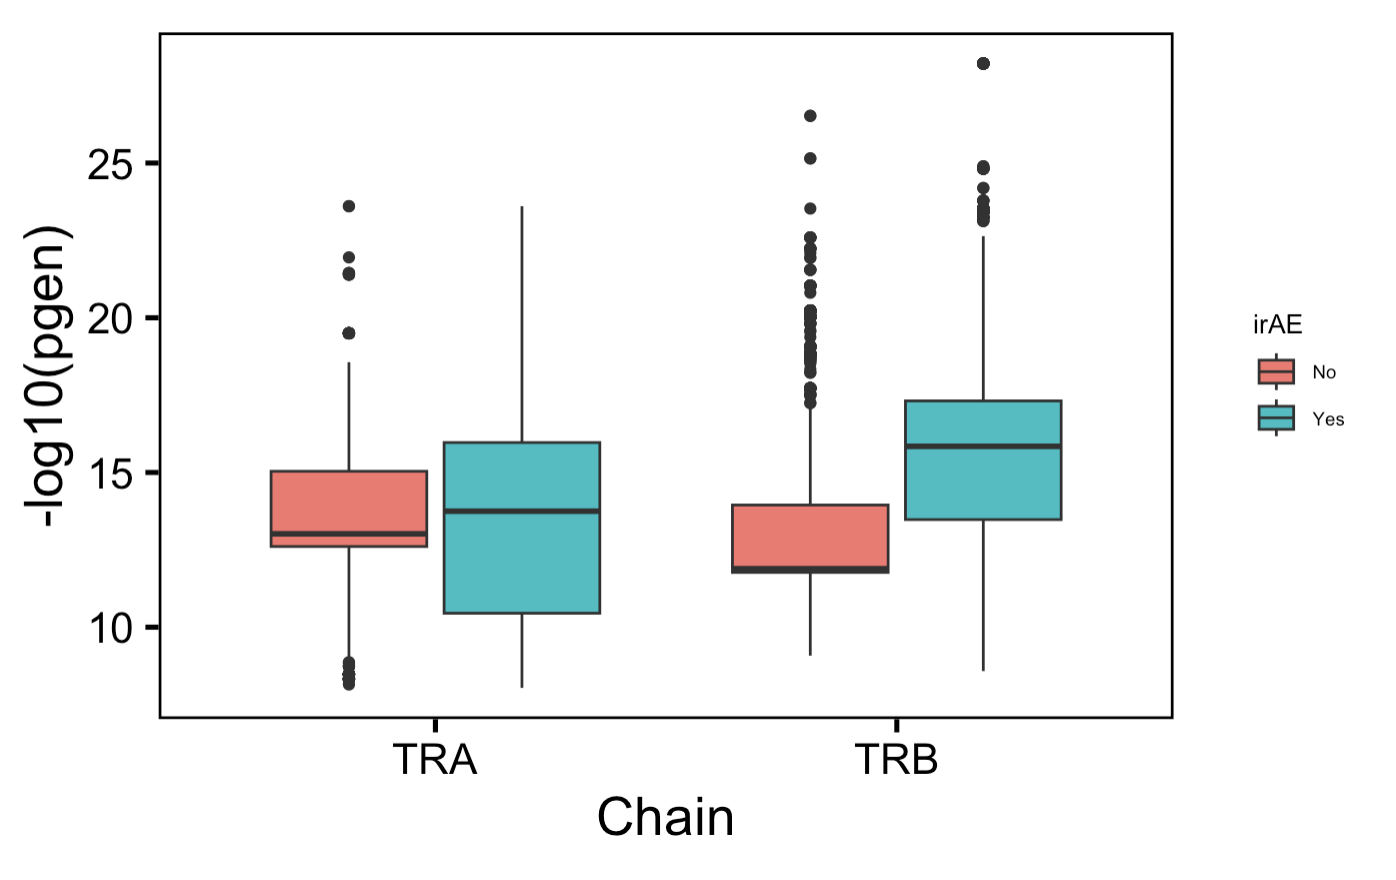 -log10(pgen)
25
20
15
10
TRA
TRB
Chain
irAE
No
Yes